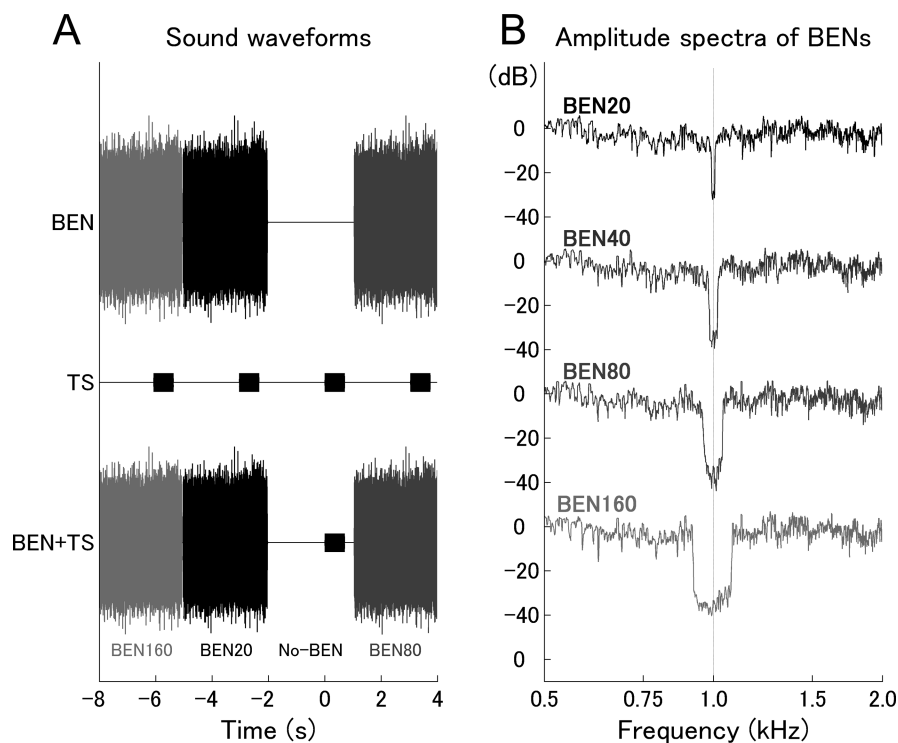 A
Sound waveforms
BEN
TS
BEN+TS
BEN160 BEN20 No-BEN BEN80
−8 −6 −4 −2 0 2 4
Time (s)
B
Amplitude spectra of BENs
(dB)
BEN20
0
−20
−40
BEN40
0
−20
−40
BEN80
0
−20
−40
BEN160
0
−20
−40
0
0.5 0.75 1.0 1.5 2.0
Frequency (kHz)